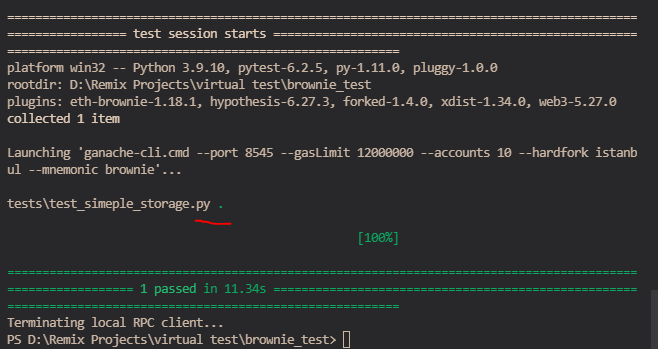 ==========================================================================================
================= test session starts ====================================================
========================================================
platform win32 -- Python 3.9.10, pytest-6.2.5, py-1.11.0, pluggy-1.0.0
rootdir: D:\Remix Projects\virtual test\brownie_test
plugins: eth-brownie-1.18.1, hypothesis-6.27.3, forked-1.4.0, xdist-1.34.0, web3-5.27.0
collected 1 item
Launching 'ganache-cli.cmd --port 8545 --gasLimit 12000000 --accounts 10 --hardfork istanb
ul --mnemonic brownie'...
tests\test_simeple_storage.py .
[100%]
==========================================================================================
================== 1 passed in 11.34s ====================================================
========================================================
Terminating local RPC client...
PS D:\Remix Projects\virtual test\brownie_test>